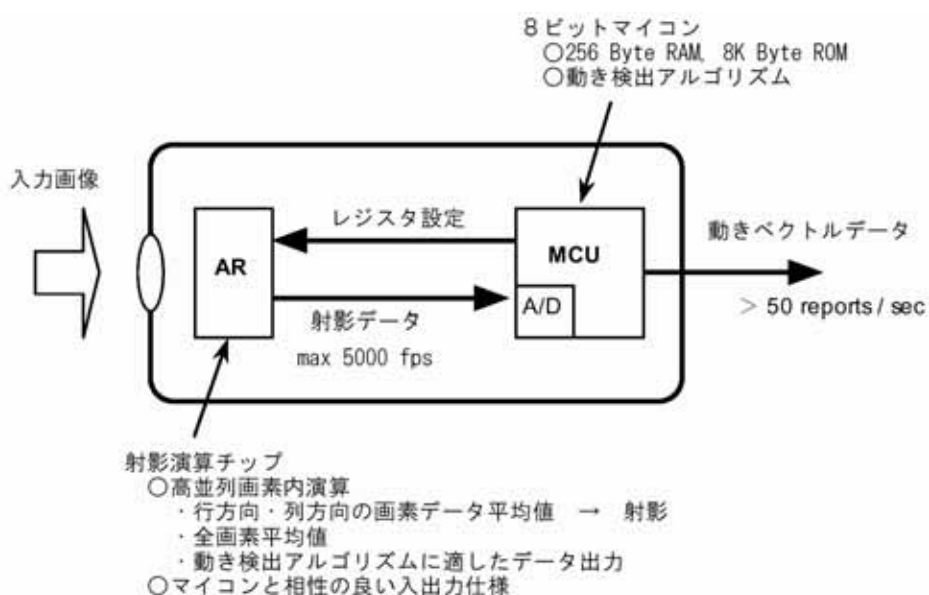 8ビットマイコン
○256 Byte RAM, 8K Byte ROM
○動き検出アルゴリズム
入力画像
レジスタ設定
動きベクトルデータ
AR
MCU
A/D
射影データ
> 50 reports / sec
max 5000 fps
射影演算チップ
○高並列画素内演算
・行方向・列方向の画素データ平均値 → 射影
・全画素平均値
・動き検出アルゴリズムに適したデータ出力
○マイコンと相性の良い入出力仕様